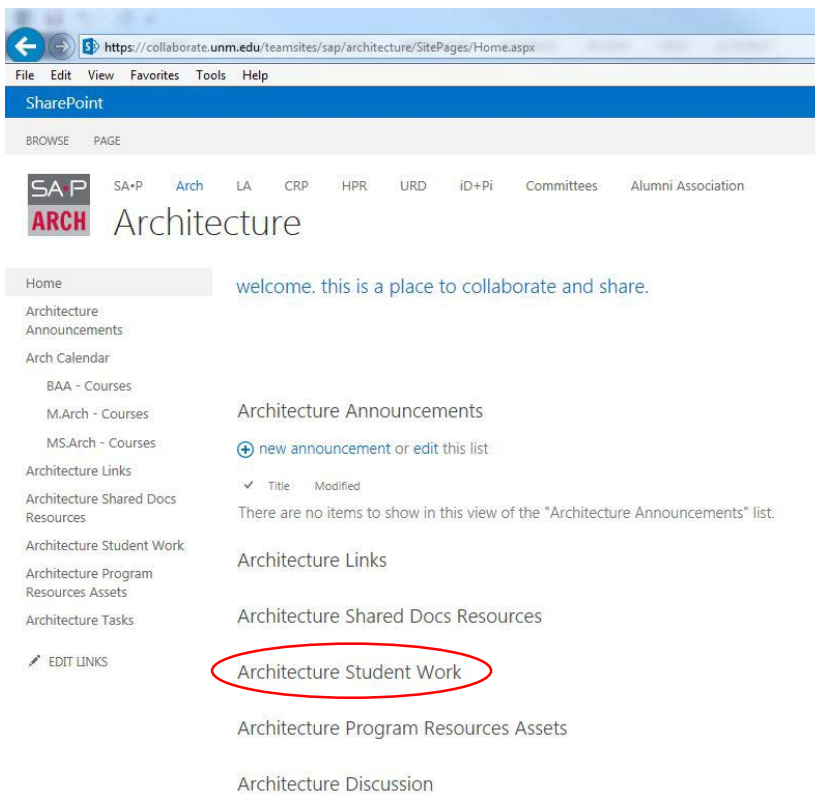 https://collaborate.unm.edu/teamsites/sap/architecture/SitePages/Home.aspx
File Edit View Favorites Tools Help
SharePoint
BROWSE PAGE
SA•P ARCH
SA•P Arch LA CRP HPR URD iD+Pi Committees Alumni Association
Architecture
Home
Architecture
Announcements
Arch Calendar
BAA - Courses
M.Arch - Courses
MS.Arch - Courses
Architecture Links
Architecture Shared Docs
Resources
Architecture Student Work
Architecture Program
Resources Assets
Architecture Tasks
EDIT LINKS
welcome. this is a place to collaborate and share.
Architecture Announcements
new announcement or edit this list
Title Modified
There are no items to show in this view of the "Architecture Announcements" list.
Architecture Links
Architecture Shared Docs Resources
Architecture Student Work
Architecture Program Resources Assets
Architecture Discussion